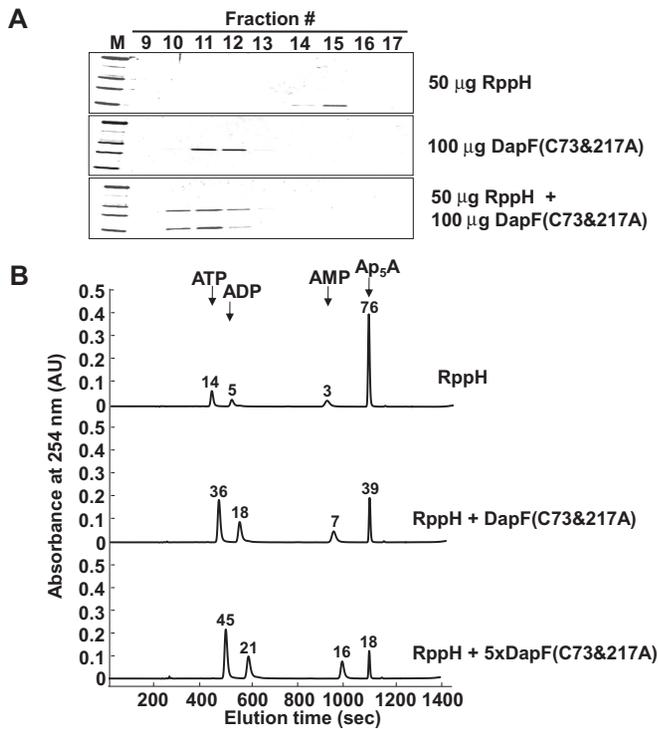 A
Fraction #
M 9 10 11 12 13 14 15 16 17
50 μg RppH
100 μg DapF(C73&217A)
50 μg RppH +
100 μg DapF(C73&217A)
B
ATP
ADP
AMP
Ap₅A
Absorbance at 254 nm (AU)
0.5
0.4
0.3
0.2
0.1
0
14
5
3
76
RppH
0.5
0.4
0.3
0.2
0.1
0
36
18
7
39
RppH + DapF(C73&217A)
0.5
0.4
0.3
0.2
0.1
0
45
21
16
18
RppH + 5xDapF(C73&217A)
200 400 600 800 1000 1200 1400
Elution time (sec)